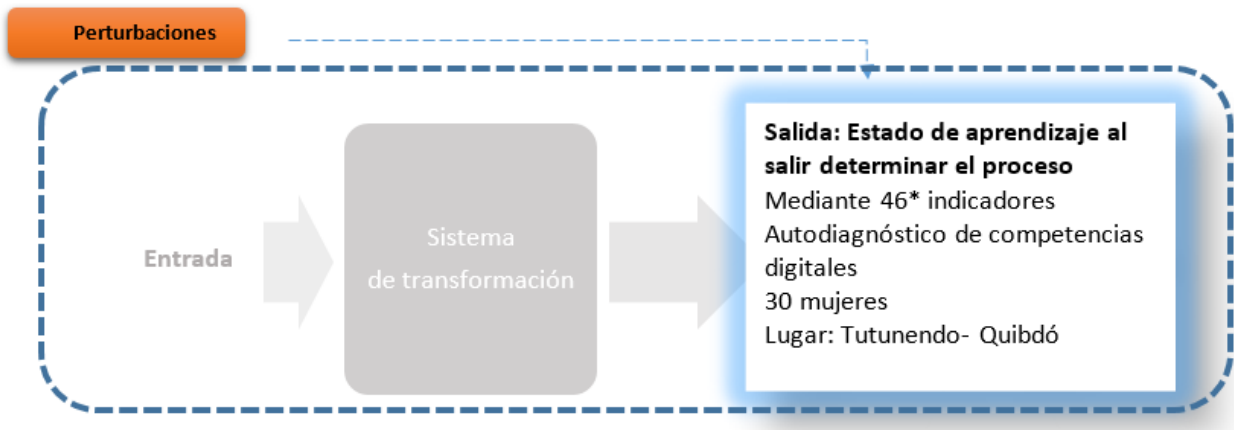 Perturbaciones
Entrada
Sistema
de transformación
Salida: Estado de aprendizaje al
salir determinar el proceso
Mediante 46* indicadores
Autodiagnóstico de competencias
digitales
30 mujeres
Lugar: Tutunendo- Quibdó